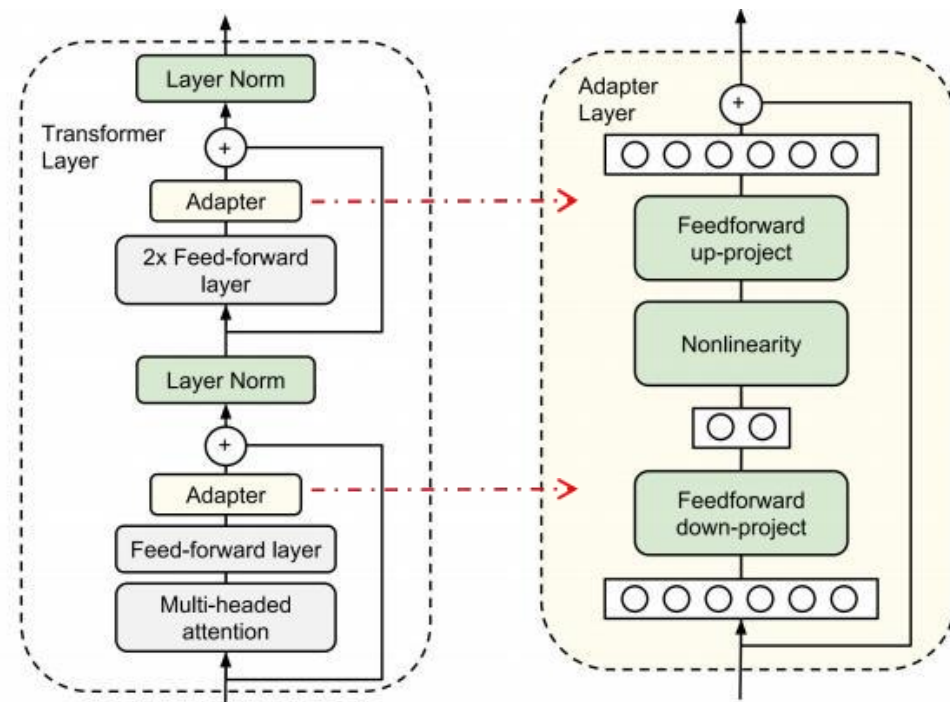 Layer Norm
Transformer
Layer
+
Adapter
2x Feed-forward
layer
Layer Norm
+
Adapter
Feed-forward layer
Multi-headed
attention
Adapter
Layer
+
Feedforward
up-project
Nonlinearity
Feedforward
down-project